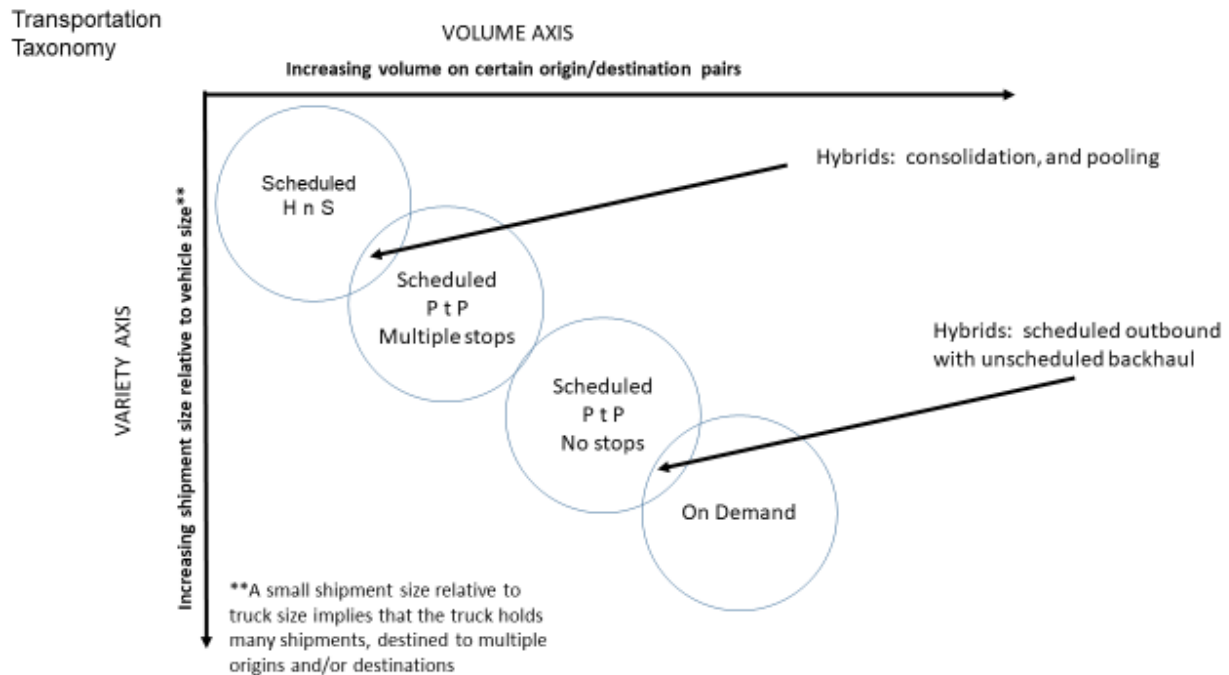 Transportation
Taxonomy
VOLUME AXIS
Increasing volume on certain origin/destination pairs
Hybrids: consolidation, and pooling
Scheduled
H n S
Scheduled
P t P
Multiple stops
VARIETY AXIS
Increasing shipment size relative to vehicle size**
Hybrids: scheduled outbound
with unscheduled backhaul
Scheduled
P t P
No stops
On Demand
**A small shipment size relative to
truck size implies that the truck holds
many shipments, destined to multiple
origins and/or destinations